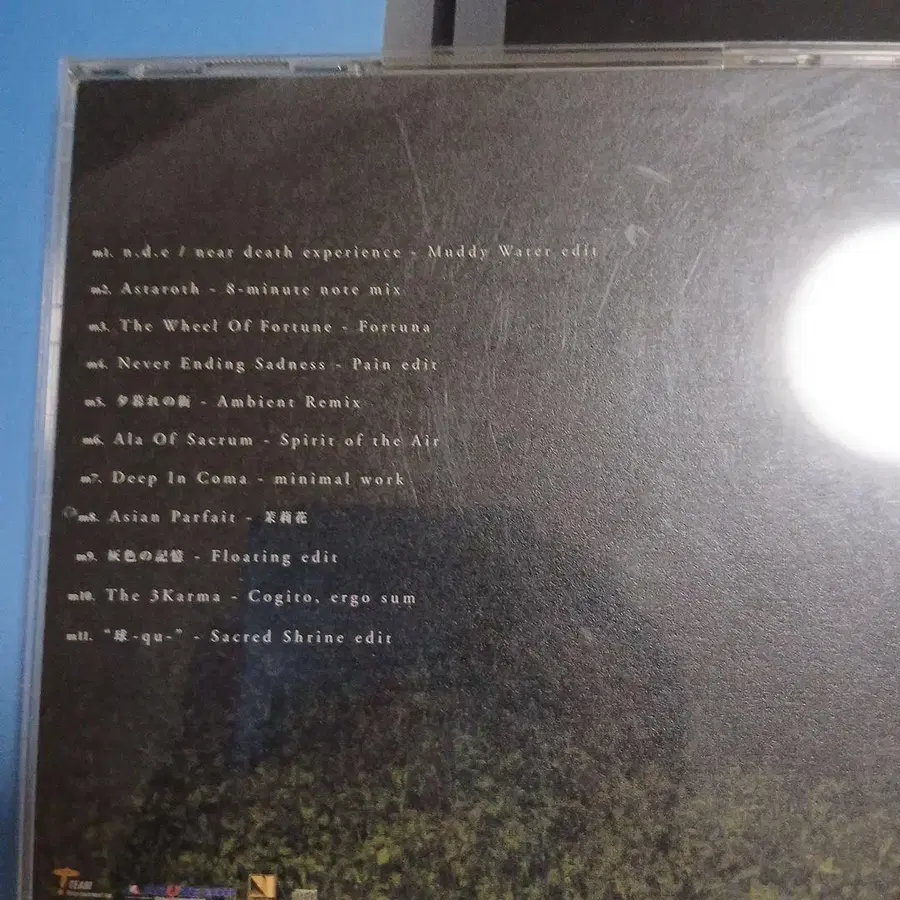 m1. n.d.e / near death experience - Muddy Water edit
m2. Astaroth - 8-minute note mix
m3. The Wheel Of Fortune - Fortuna
m4. Never Ending Sadness - Pain edit
m5. 夕暮れの街 - Ambient Remix
m6. Ala Of Sacrum - Spirit of the Air
m7. Deep In Coma - minimal work
m8. Asian Parfait - 茉莉花
m9. 灰色の記憶 - Floating edit
m10. The 3Karma - Cogito, ergo sum
m11. "球-qu-" - Sacred Shrine edit
TEAM